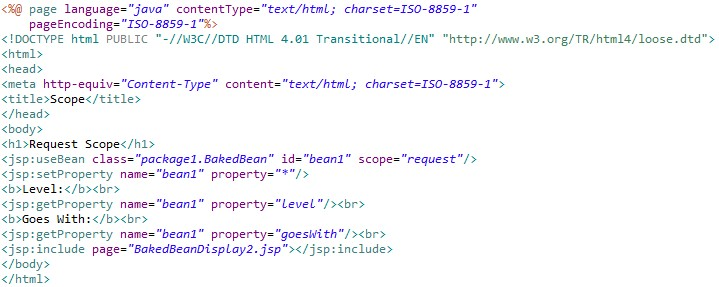 <%@ page language="java" contentType="text/html; charset=ISO-8859-1"
    pageEncoding="ISO-8859-1"%>
<!DOCTYPE html PUBLIC "-//W3C//DTD HTML 4.01 Transitional//EN" "http://www.w3.org/TR/html4/loose.dtd">
<html>
<head>
<meta http-equiv="Content-Type" content="text/html; charset=ISO-8859-1">
<title>Scope</title>
</head>
<body>
<h1>Request Scope</h1>
<jsp:useBean class="package1.BakedBean" id="bean1" scope="request"/>
<jsp:setProperty name="bean1" property="*"/>
<b>Level:</b><br>
<jsp:getProperty name="bean1" property="level"/><br>
<b>Goes With:</b><br>
<jsp:getProperty name="bean1" property="goesWith"/><br>
<jsp:include page="BakedBeanDisplay2.jsp"></jsp:include>
</body>
</html>